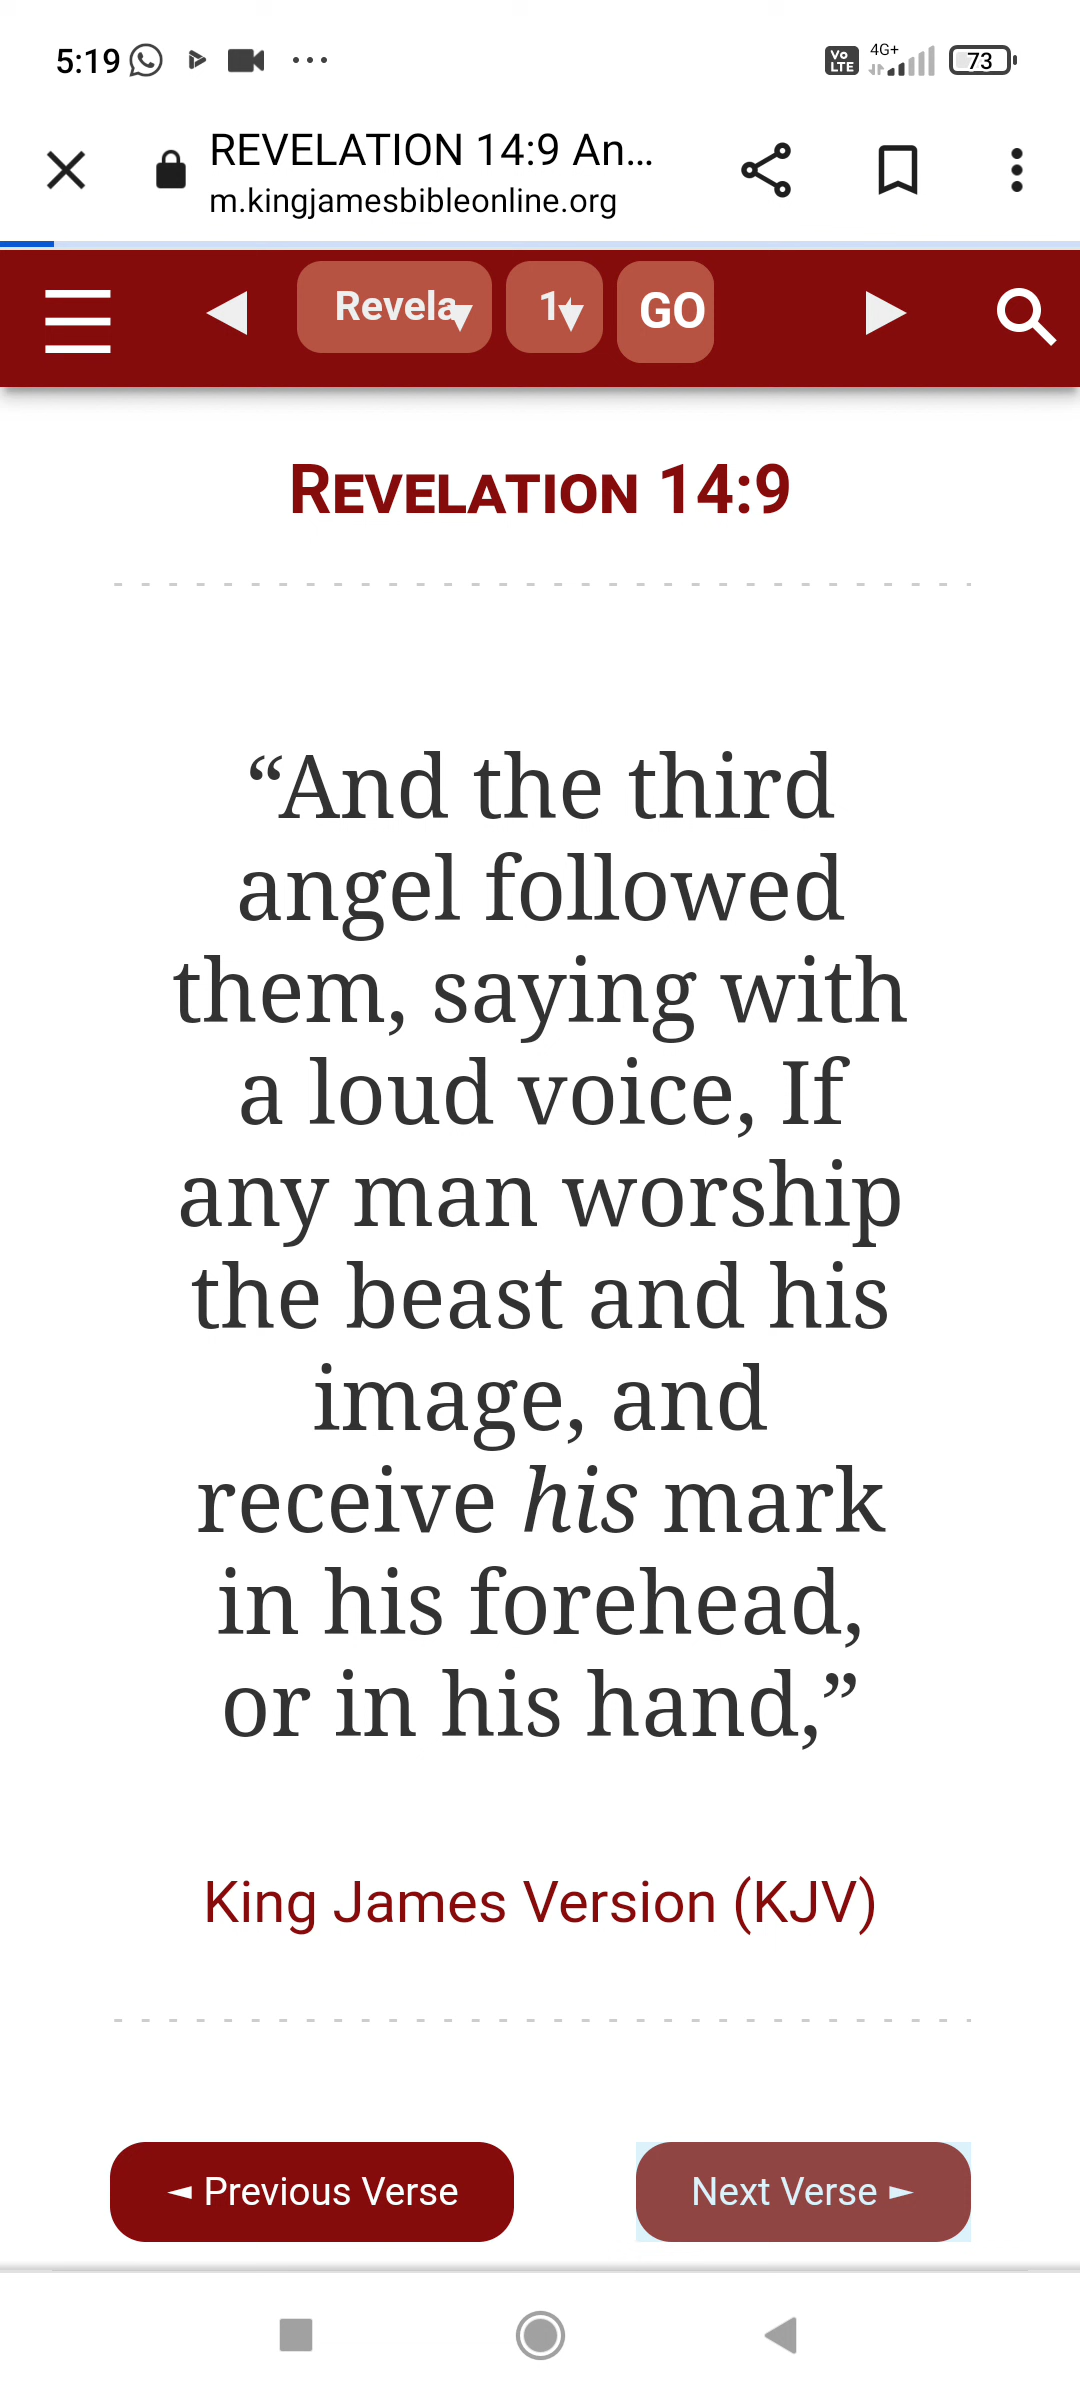 5:19
Vo LTE 4G+ 73
REVELATION 14:9 An...
m.kingjamesbibleonline.org
Revela 1 GO
REVELATION 14:9
“And the third
angel followed
them, saying with
a loud voice, If
any man worship
the beast and his
image, and
receive his mark
in his forehead,
or in his hand,”
King James Version (KJV)
◄ Previous Verse
Next Verse ►